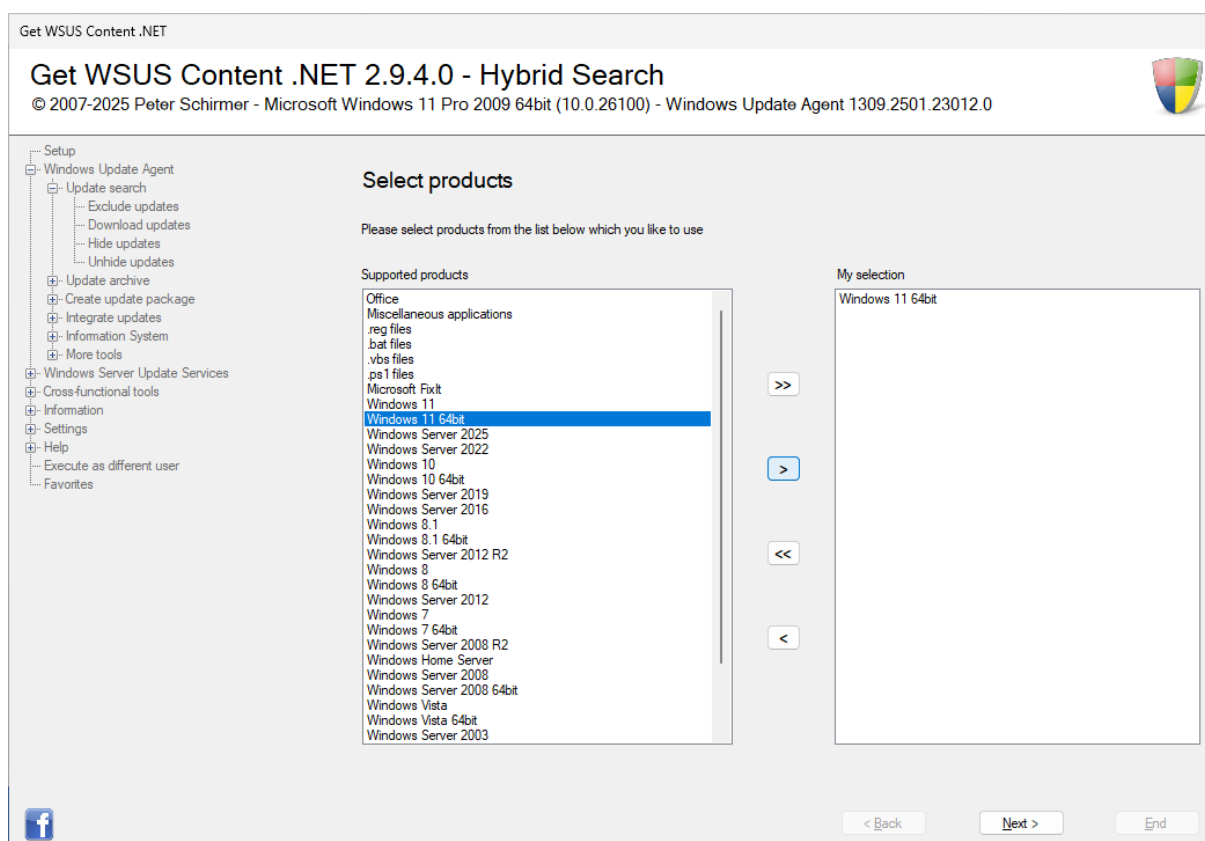 Get WSUS Content .NET
Get WSUS Content .NET 2.9.4.0 - Hybrid Search
© 2007-2025 Peter Schirmer - Microsoft Windows 11 Pro 2009 64bit (10.0.26100) - Windows Update Agent 1309.2501.23012.0
Setup
Windows Update Agent
Update search
Exclude updates
Download updates
Hide updates
Unhide updates
Update archive
Create update package
Integrate updates
Information System
More tools
Windows Server Update Services
Cross-functional tools
Information
Settings
Help
Execute as different user
Favorites
Select products
Please select products from the list below which you like to use
Supported products
Office
Miscellaneous applications
.reg files
.bat files
.vbs files
.ps1 files
Microsoft FixIt
Windows 11
Windows 11 64bit
Windows Server 2025
Windows Server 2022
Windows 10
Windows 10 64bit
Windows Server 2019
Windows Server 2016
Windows 8.1
Windows 8.1 64bit
Windows Server 2012 R2
Windows 8
Windows 8 64bit
Windows Server 2012
Windows 7
Windows 7 64bit
Windows Server 2008 R2
Windows Home Server
Windows Server 2008
Windows Server 2008 64bit
Windows Vista
Windows Vista 64bit
Windows Server 2003
>>
>
<<
<
My selection
Windows 11 64bit
f
< Back
Next >
End